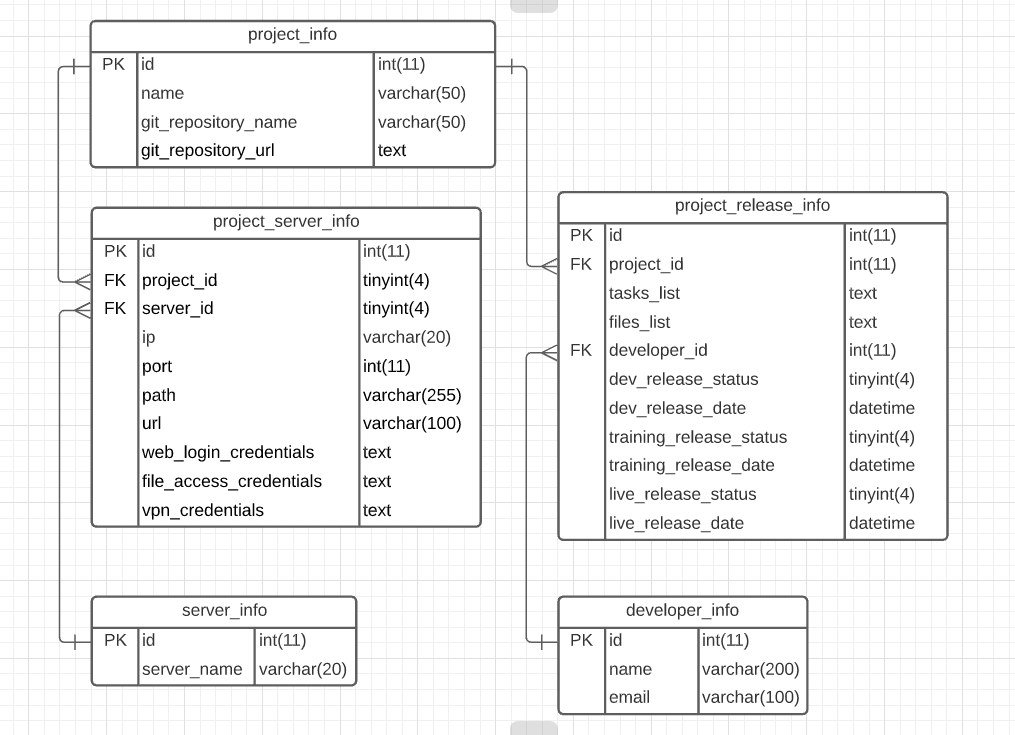 project_info
PK id int(11)
name varchar(50)
git_repository_name varchar(50)
git_repository_url text
project_server_info
PK id int(11)
FK project_id tinyint(4)
FK server_id tinyint(4)
ip varchar(20)
port int(11)
path varchar(255)
url varchar(100)
web_login_credentials text
file_access_credentials text
vpn_credentials text
project_release_info
PK id int(11)
FK project_id int(11)
tasks_list text
files_list text
FK developer_id int(11)
dev_release_status tinyint(4)
dev_release_date datetime
training_release_status tinyint(4)
training_release_date datetime
live_release_status tinyint(4)
live_release_date datetime
server_info
PK id int(11)
server_name varchar(20)
developer_info
PK id int(11)
name varchar(200)
email varchar(100)